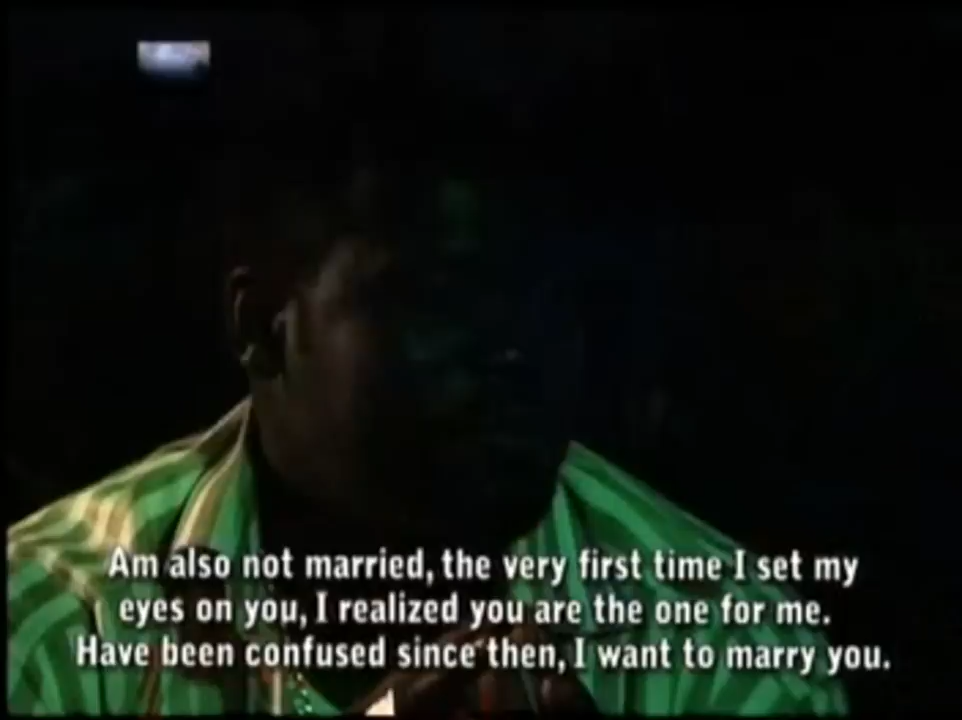 Am also not married, the very first time I set my
eyes on you, I realized you are the one for me.
Have been confused since then, I want to marry you.